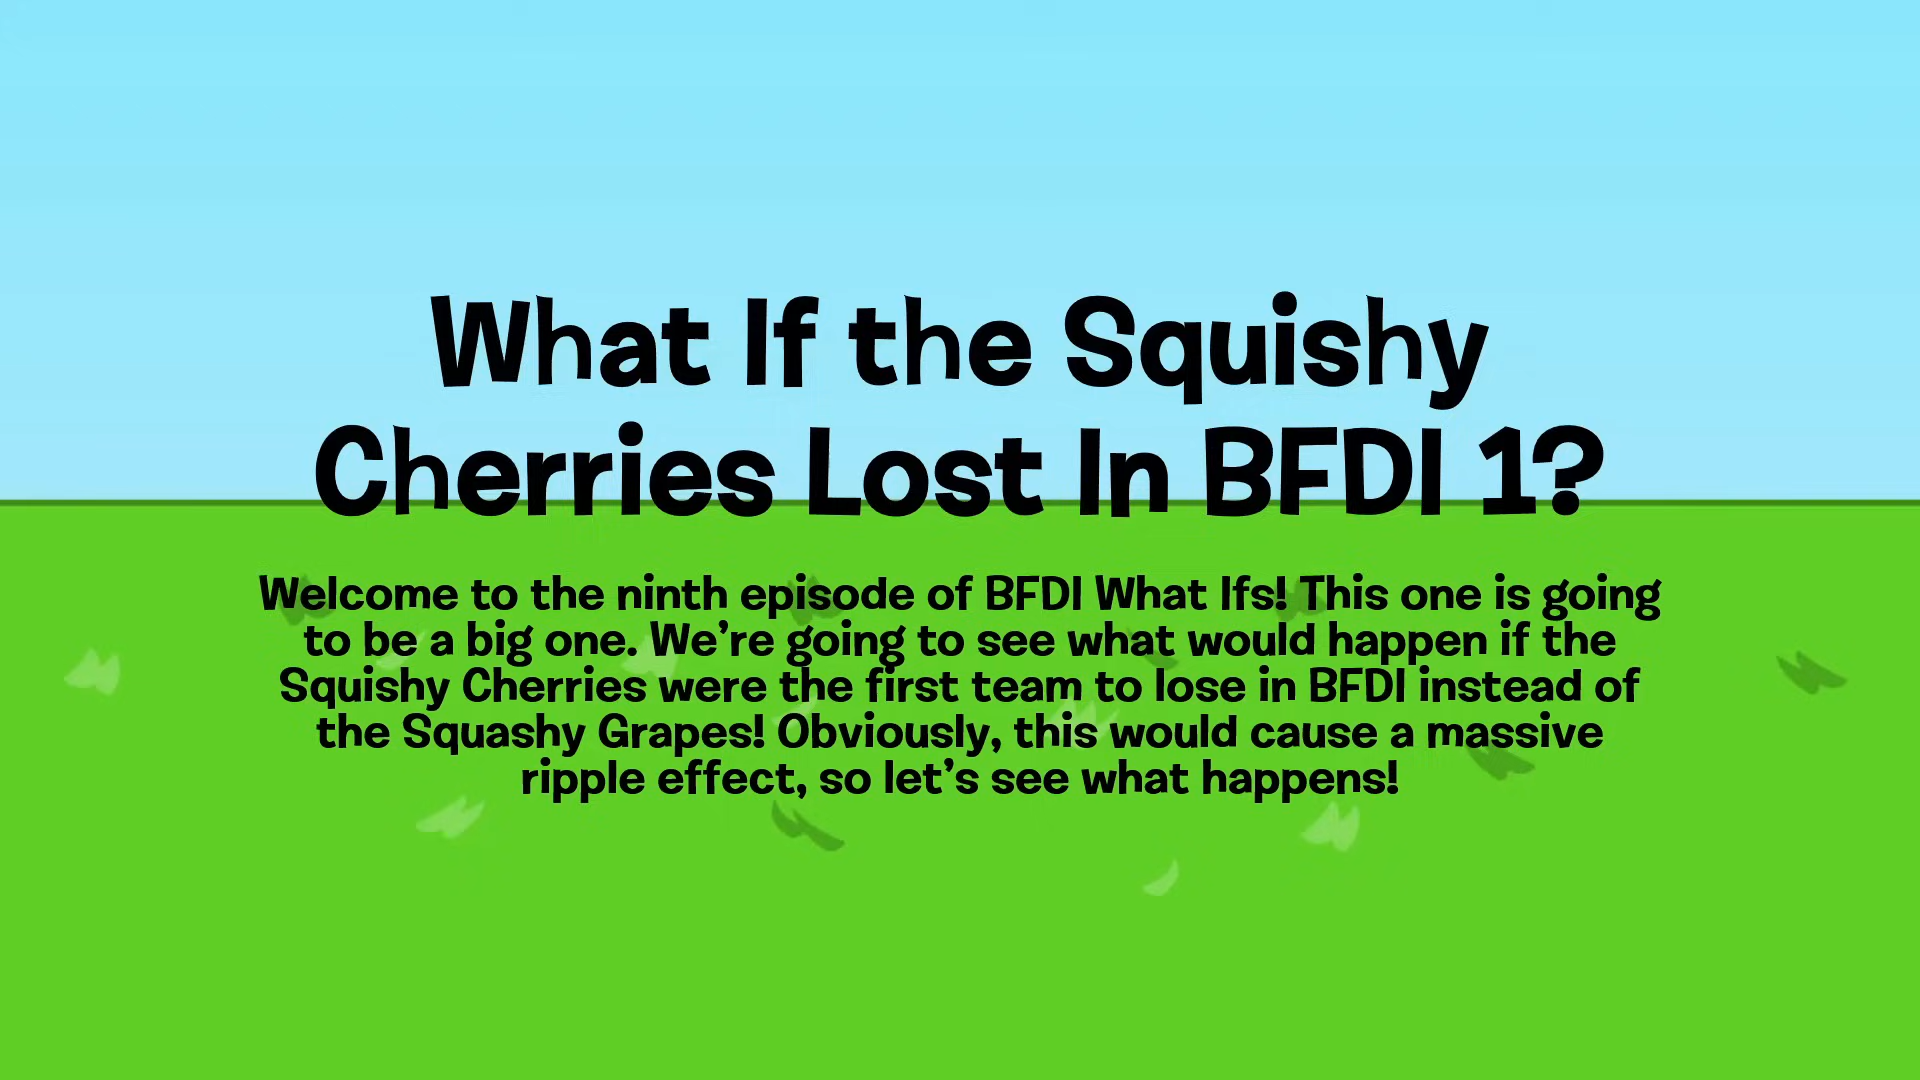 What If the Squishy
Cherries Lost In BFDI 1?
Welcome to the ninth episode of BFDI What Ifs! This one is going
to be a big one. We’re going to see what would happen if the
Squishy Cherries were the first team to lose in BFDI instead of
the Squashy Grapes! Obviously, this would cause a massive
ripple effect, so let’s see what happens!